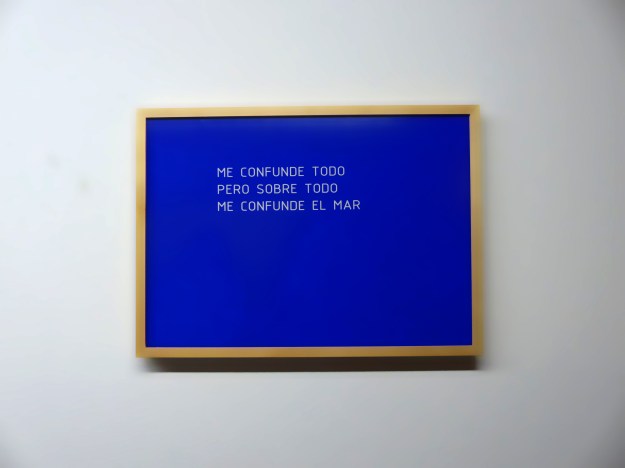 ME CONFUNDE TODO
PERO SOBRE TODO
ME CONFUNDE EL MAR